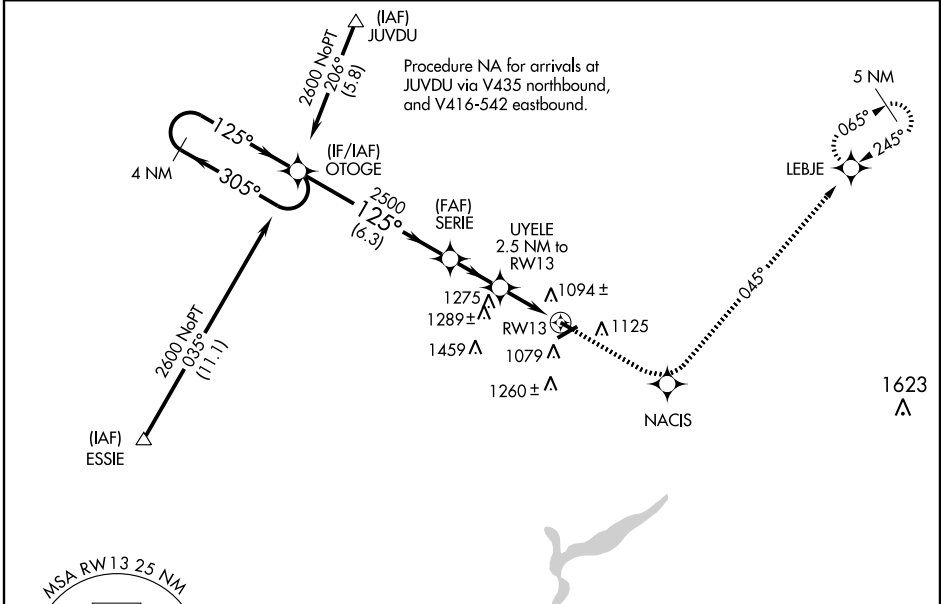 (IAF)
JUVDU
2600 NoPT
206°
(5.8)
Procedure NA for arrivals at
JUVDU via V435 northbound,
and V416-542 eastbound.
5 NM
065°
245°
LEBJE
125°
4 NM
305°
(IF/IAF)
OTOGE
2500
125°
(6.3)
(FAF)
SERIE
UYELE
2.5 NM to
RW13
1275
1289±
1459
1094±
RW13
1125
1079
1260±
045°
NACIS
1623
2600 NoPT
035°
(11.1)
(IAF)
ESSIE
MSA RW13 25 NM